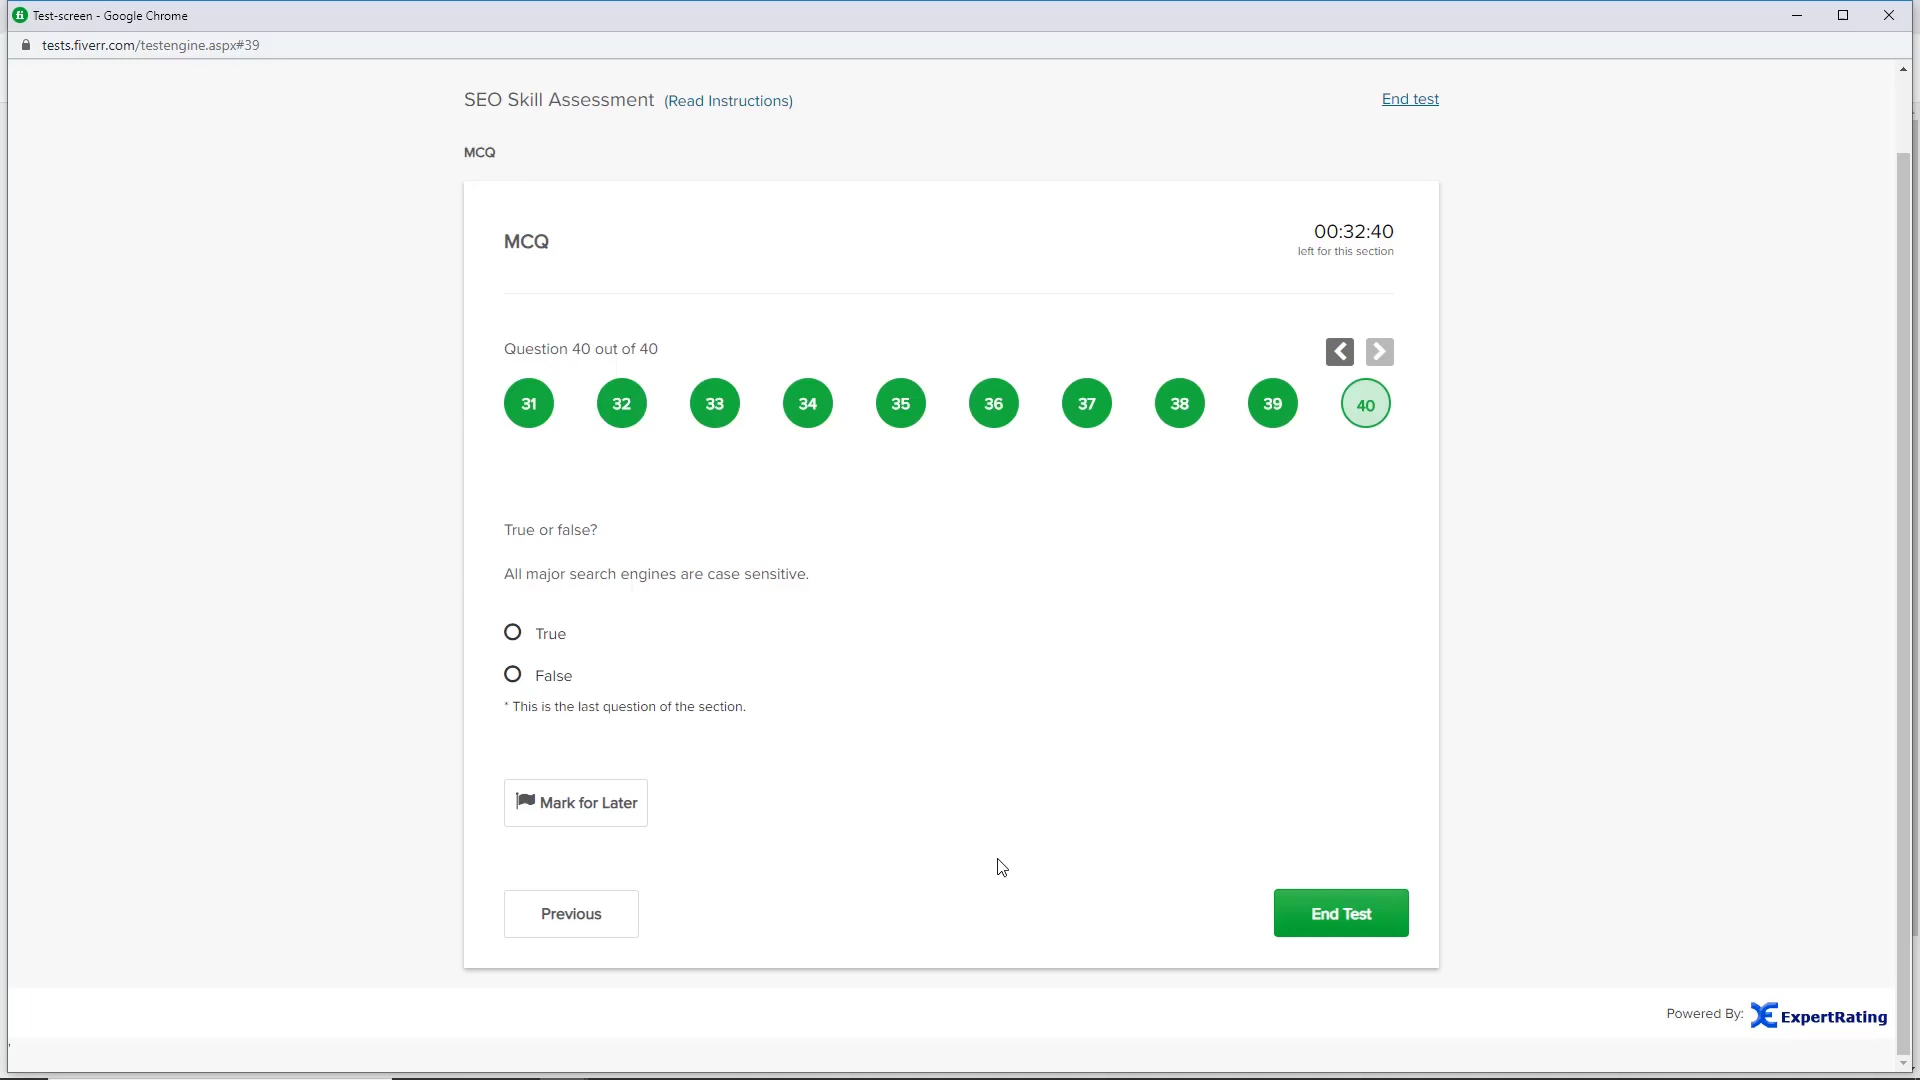 Test-screen - Google Chrome
tests.fiverr.com/testengine.aspx#39
SEO Skill Assessment (Read Instructions)
End test
MCQ
MCQ
00:32:40
left for this section
Question 40 out of 40
31 32 33 34 35 36 37 38 39 40
True or false?
All major search engines are case sensitive.
True
False
* This is the last question of the section.
Mark for Later
Previous
End Test
Powered By: ExpertRating